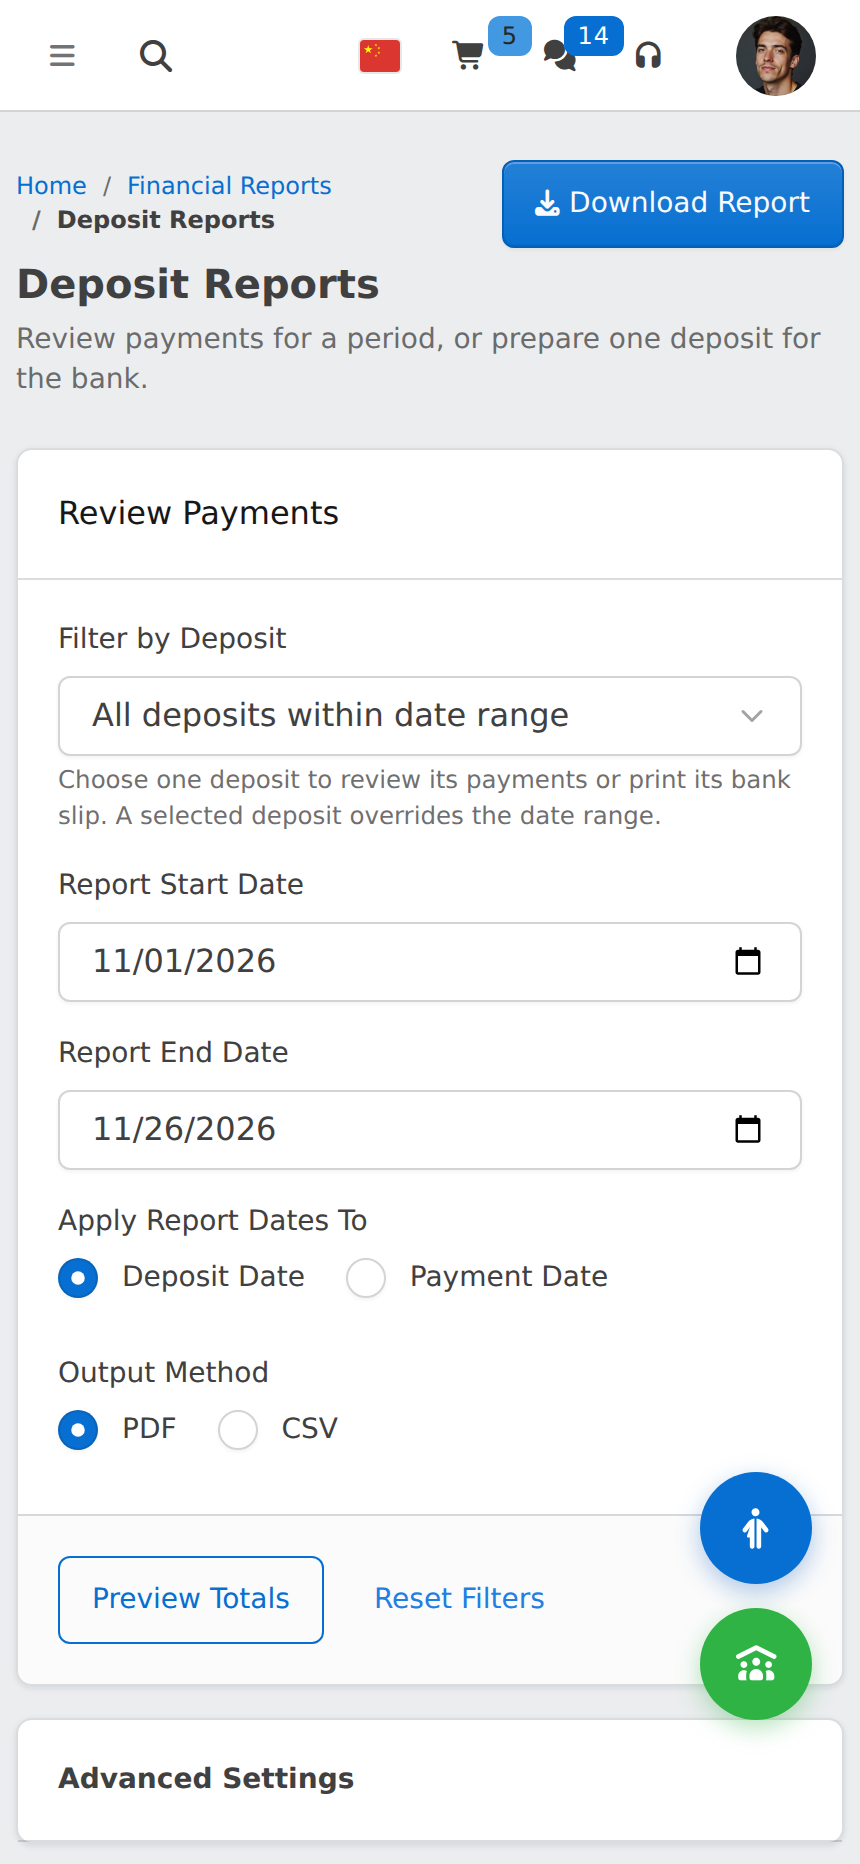 5
14
Home / Financial Reports
/ Deposit Reports
Download Report
Deposit Reports
Review payments for a period, or prepare one deposit for
the bank.
Review Payments
Filter by Deposit
All deposits within date range
Choose one deposit to review its payments or print its bank
slip. A selected deposit overrides the date range.
Report Start Date
11/01/2026
Report End Date
11/26/2026
Apply Report Dates To
Deposit Date Payment Date
Output Method
PDF CSV
Preview Totals Reset Filters
Advanced Settings